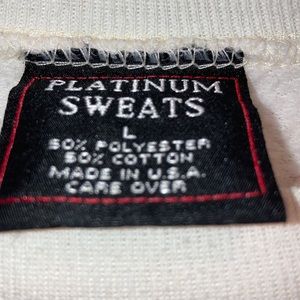 PLATINUM
SWEATS
L
50% POLYESTER
50% COTTON
MADE IN U.S.A.
CARE OVER